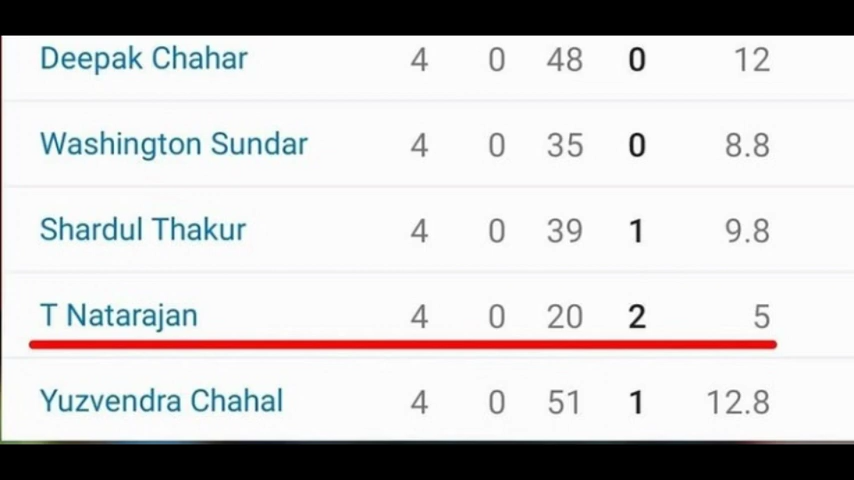 Deepak Chahar 4 0 48 0 12
Washington Sundar 4 0 35 0 8.8
Shardul Thakur 4 0 39 1 9.8
T Natarajan 4 0 20 2 5
Yuzvendra Chahal 4 0 51 1 12.8